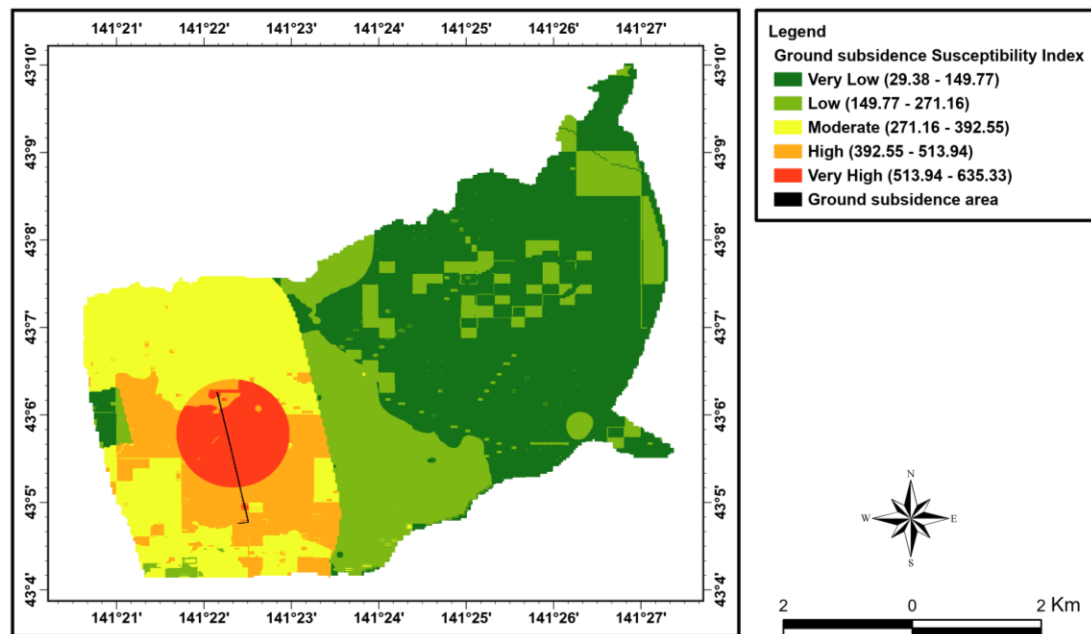 141°21' 141°22' 141°23' 141°24' 141°25' 141°26' 141°27'
43°10' 43°10'
43°9' 43°9'
43°8' 43°8'
43°7' 43°7'
43°6' 43°6'
43°5' 43°5'
43°4' 43°4'
141°21' 141°22' 141°23' 141°24' 141°25' 141°26' 141°27'
Legend
Ground subsidence Susceptibility Index
Very Low (29.38 - 149.77)
Low (149.77 - 271.16)
Moderate (271.16 - 392.55)
High (392.55 - 513.94)
Very High (513.94 - 635.33)
Ground subsidence area
N
W E
S
2 0 2 Km